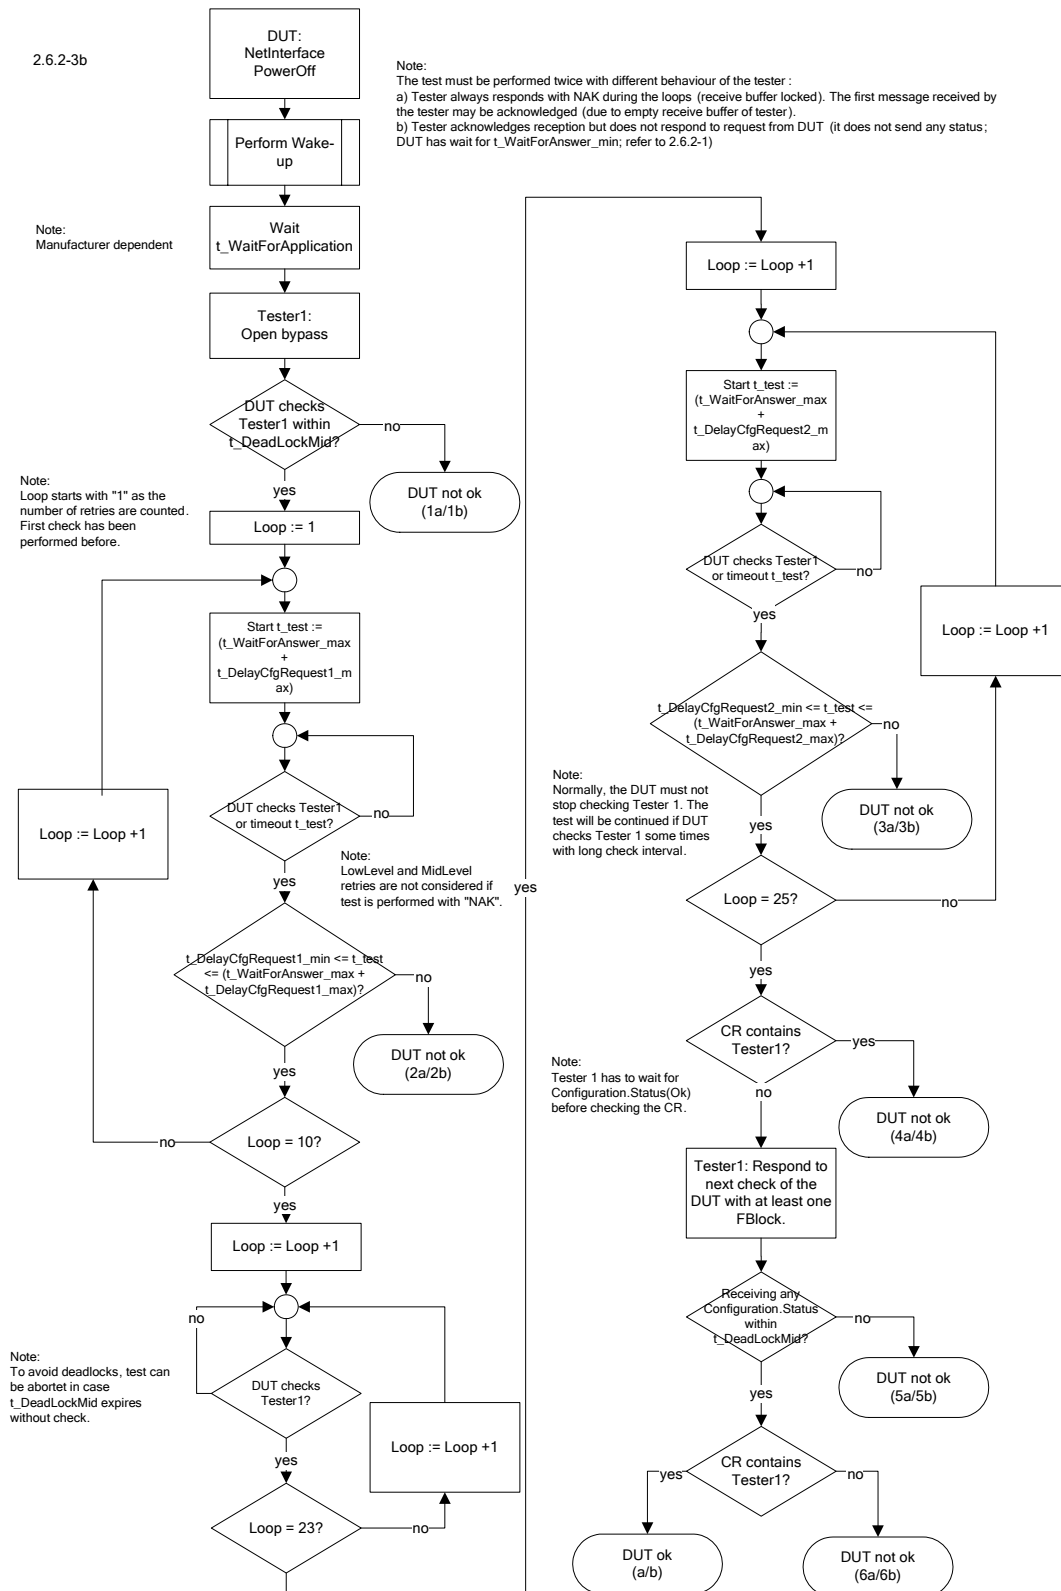 2.6.2-3b
DUT:
NetInterface
PowerOff
Note:
The test must be performed twice with different behaviour of the tester :
a) Tester always responds with NAK during the loops (receive buffer locked). The first message received by
the tester may be acknowledged (due to empty receive buffer of tester).
b) Tester acknowledges reception but does not respond to request from DUT (it does not send any status;
DUT has wait for t_WaitForAnswer_min; refer to 2.6.2-1)
Perform Wake-
up
Note:
Manufacturer dependent
Wait
t_WaitForApplication
Tester1:
Open bypass
DUT checks
Tester1 within
t_DeadLockMid?
no
DUT not ok
(1a/1b)
yes
Note:
Loop starts with "1" as the
number of retries are counted.
First check has been
performed before.
Loop := 1
Start t_test :=
(t_WaitForAnswer_max
+
t_DelayCfgRequest1_m
ax)
DUT checks Tester1
or timeout t_test?
no
Loop := Loop +1
yes
Note:
LowLevel and MidLevel
retries are not considered if
test is performed with "NAK".
t_DelayCfgRequest1_min <= t_test
<= (t_WaitForAnswer_max +
t_DelayCfgRequest1_max)?
no
DUT not ok
(2a/2b)
yes
Loop = 10?
no
yes
Loop := Loop +1
no
Note:
To avoid deadlocks, test can
be abortet in case
t_DeadLockMid expires
without check.
DUT checks
Tester1?
yes
Loop := Loop +1
Loop = 23?
no
yes
Loop := Loop +1
Start t_test :=
(t_WaitForAnswer_max
+
t_DelayCfgRequest2_m
ax)
DUT checks Tester1
or timeout t_test?
no
yes
Loop := Loop +1
t_DelayCfgRequest2_min <= t_test <=
(t_WaitForAnswer_max +
t_DelayCfgRequest2_max)?
no
DUT not ok
(3a/3b)
Note:
Normally, the DUT must not
stop checking Tester 1. The
test will be continued if DUT
checks Tester 1 some times
with long check interval.
yes
Loop = 25?
no
yes
CR contains
Tester1?
yes
DUT not ok
(4a/4b)
Note:
Tester 1 has to wait for
Configuration.Status(Ok)
before checking the CR.
no
Tester1: Respond to
next check of the
DUT with at least one
FBlock.
Receiving any
Configuration.Status
within
t_DeadLockMid?
no
DUT not ok
(5a/5b)
yes
CR contains
Tester1?
yes
no
DUT ok
(a/b)
DUT not ok
(6a/6b)